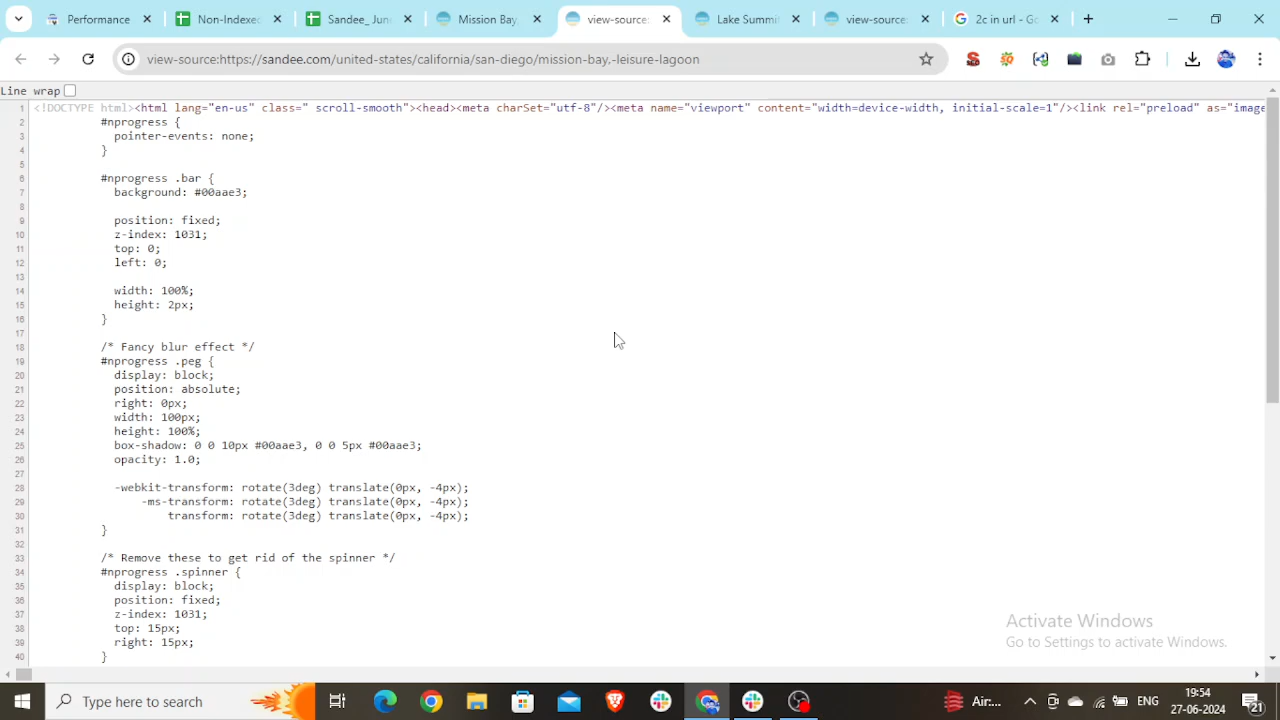 Performance
Non-Indexed
Sandee_ June
Mission Bay,
view-source:
Lake Summit
view-source:
2c in url - Go
view-source:https://sandee.com/united-states/california/san-diego/mission-bay,-leisure-lagoon
Line wrap
1 <!DOCTYPE html><html lang="en-us" class=" scroll-smooth"><head><meta charSet="utf-8"/><meta name="viewport" content="width=device-width, initial-scale=1"/><link rel="preload" as="image
2 #nprogress {
3 pointer-events: none;
4 }
5
6 #nprogress .bar {
7 background: #00aae3;
8
9 position: fixed;
10 z-index: 1031;
11 top: 0;
12 left: 0;
13
14 width: 100%;
15 height: 2px;
16 }
17
18 /* Fancy blur effect */
19 #nprogress .peg {
20 display: block;
21 position: absolute;
22 right: 0px;
23 width: 100px;
24 height: 100%;
25 box-shadow: 0 0 10px #00aae3, 0 0 5px #00aae3;
26 opacity: 1.0;
27
28 -webkit-transform: rotate(3deg) translate(0px, -4px);
29 -ms-transform: rotate(3deg) translate(0px, -4px);
30 transform: rotate(3deg) translate(0px, -4px);
31 }
32
33 /* Remove these to get rid of the spinner */
34 #nprogress .spinner {
35 display: block;
36 position: fixed;
37 z-index: 1031;
38 top: 15px;
39 right: 15px;
40 }
Activate Windows
Go to Settings to activate Windows.
Type here to search
Air...
ENG
19:54
27-06-2024
21